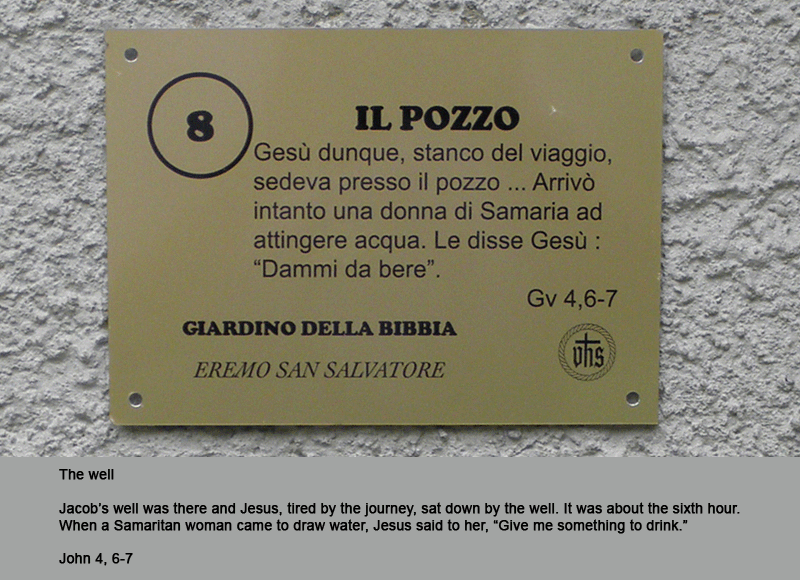 8
IL POZZO
Gesù dunque, stanco del viaggio,
sedeva presso il pozzo ... Arrivò
intanto una donna di Samaria ad
attingere acqua. Le disse Gesù :
“Dammi da bere”.
Gv 4,6-7
GIARDINO DELLA BIBBIA
EREMO SAN SALVATORE
yhs
The well
Jacob's well was there and Jesus, tired by the journey, sat down by the well. It was about the sixth hour.
When a Samaritan woman came to draw water, Jesus said to her, “Give me something to drink.”
John 4, 6-7